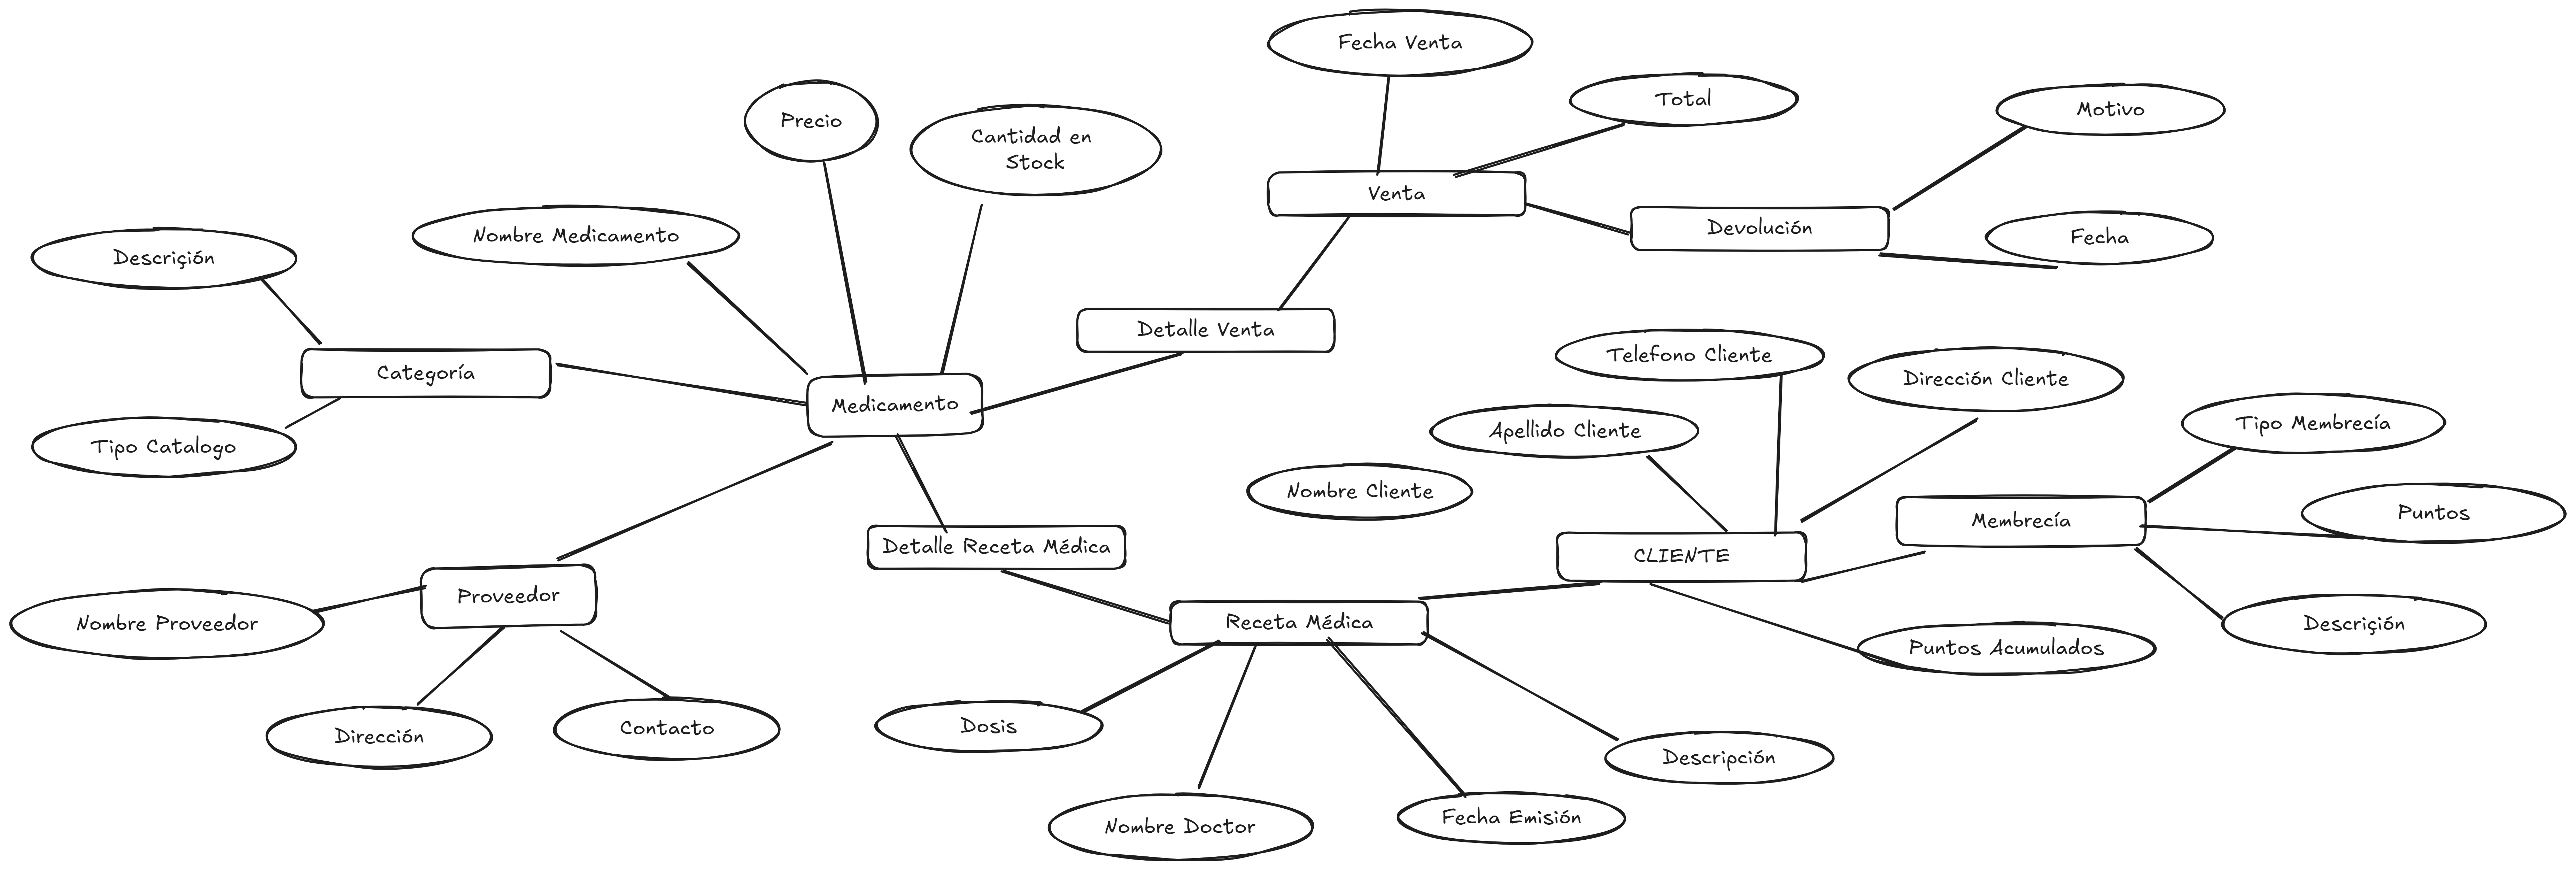 Fecha Venta
Total
Motivo
Precio
Cantidad en
Stock
Venta
Devolución
Fecha
Nombre Medicamento
Descrición
Detalle Venta
Telefono Cliente
Dirección Cliente
Categoría
Medicamento
Apellido Cliente
Tipo Membrecía
Tipo Catalogo
Nombre Cliente
Puntos
Membrecía
Detalle Receta Médica
CLIENTE
Proveedor
Nombre Proveedor
Receta Médica
Descrición
Puntos Acumulados
Dirección
Contacto
Dosis
Descripción
Nombre Doctor
Fecha Emisión